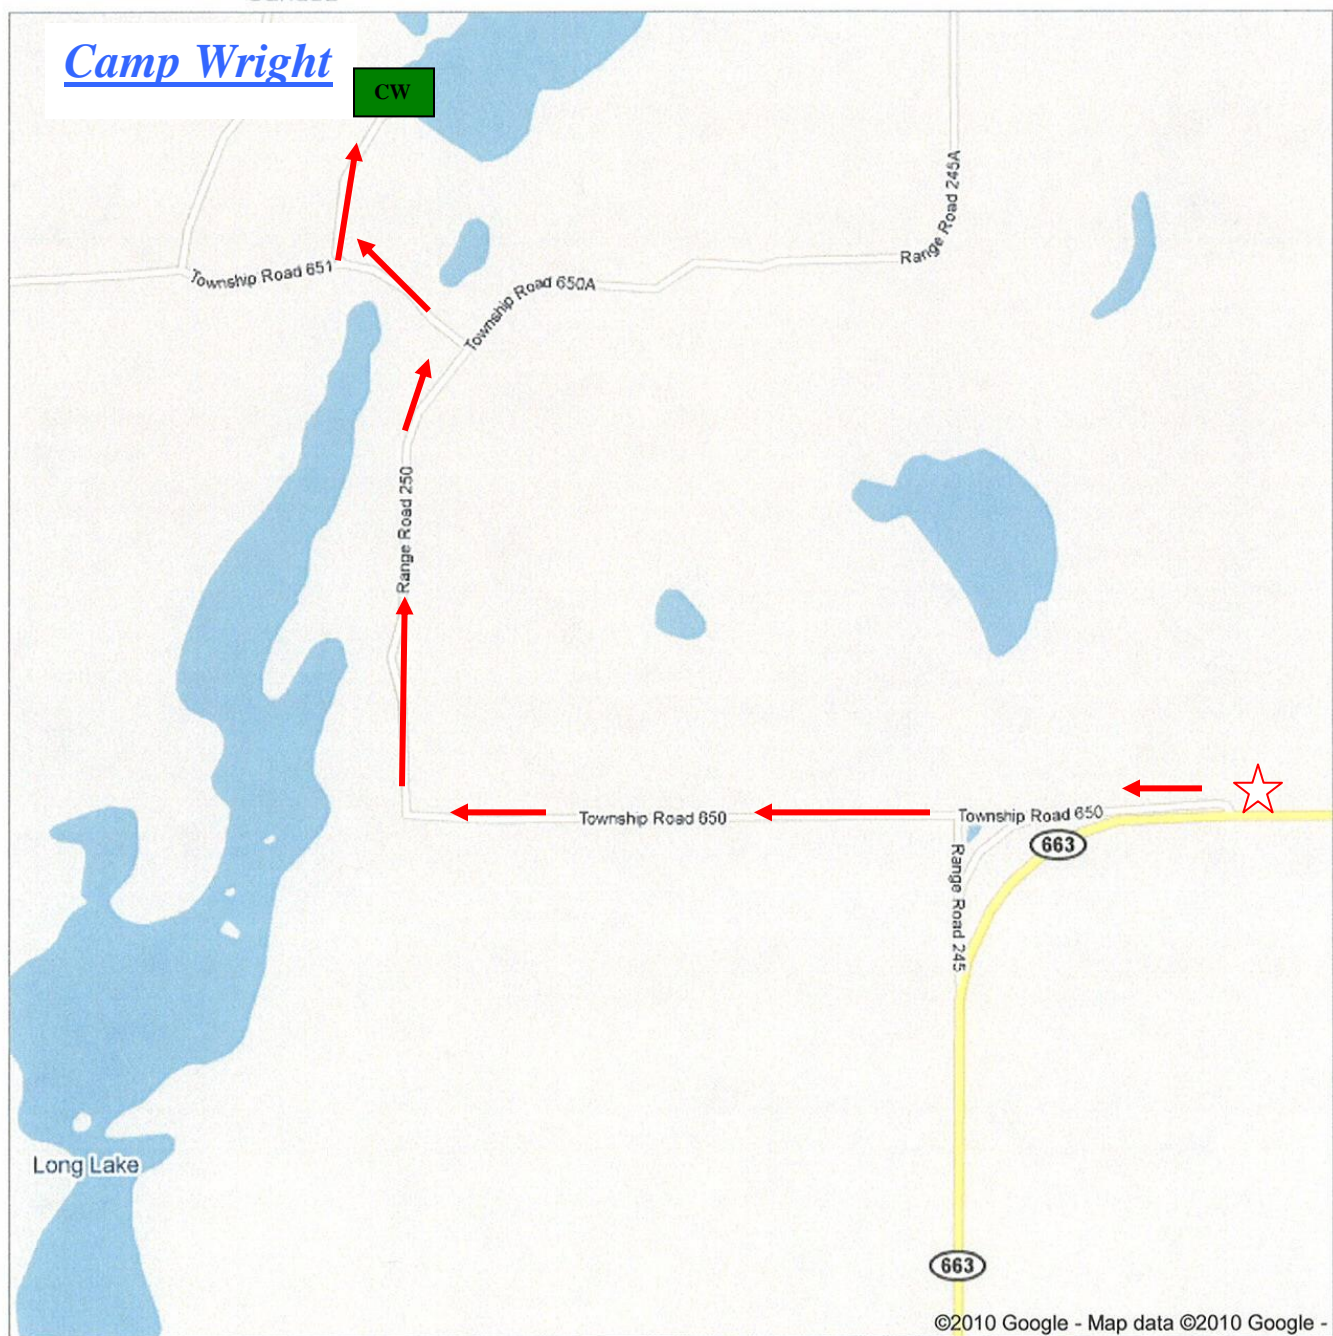 Camp Wright
CW
Range Road 245A
Township Road 651
Township Road 650A
Range Road 250
Township Road 650
Township Road 650
663
Range Road 245
Long Lake
663
©2010 Google - Map data ©2010 Google -